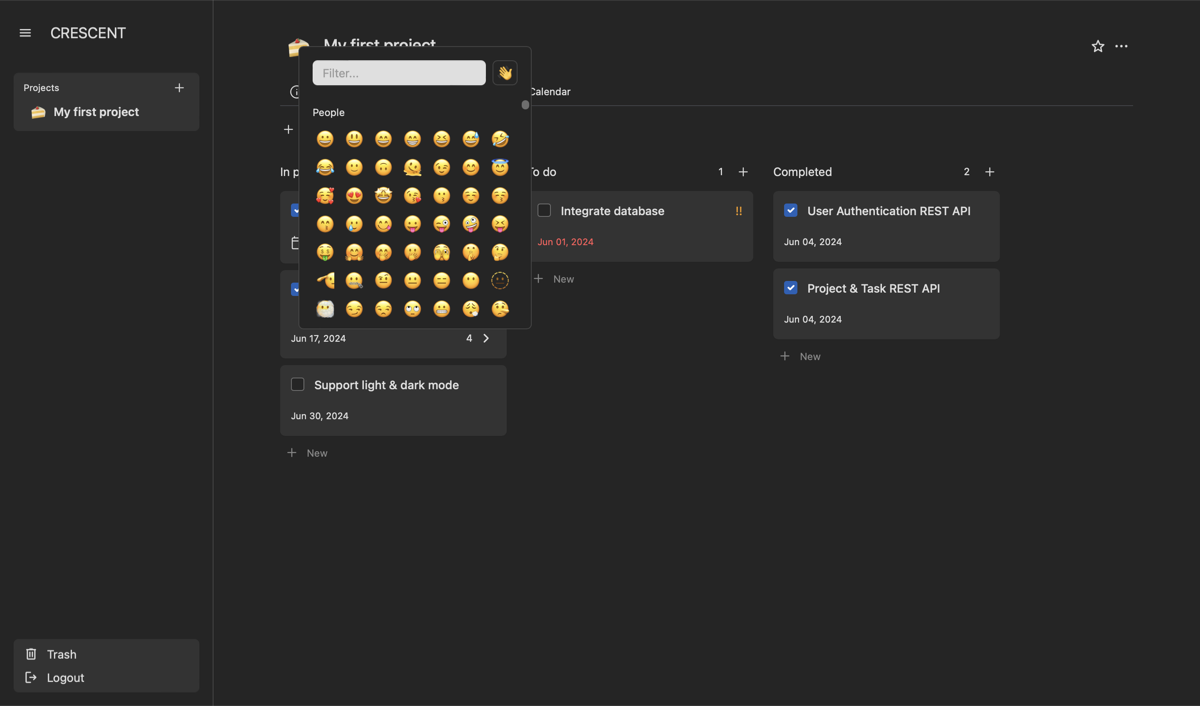 CRESCENT
Projects
My first project
Trash
Logout
My first project
Filter...
People
Calendar
In p
To do
1
Completed
2
Integrate database
!!
Jun 01, 2024
New
User Authentication REST API
Jun 04, 2024
Project & Task REST API
Jun 04, 2024
New
Jun 17, 2024
4
Support light & dark mode
Jun 30, 2024
New